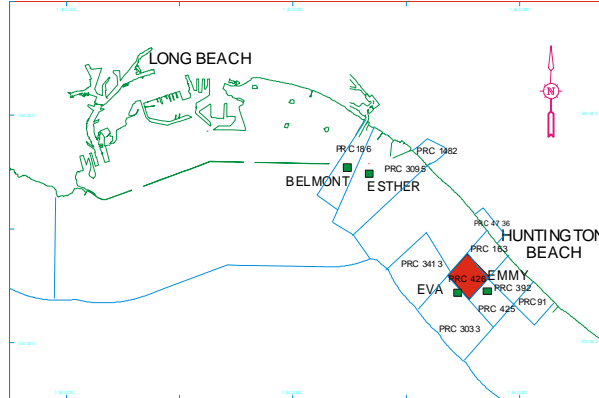 LONG BEACH
N
PRC 186
PRC 1482
PRC 3095
BELMONT
ESTHER
PRC 4736
HUNTINGTON
BEACH
PRC 163
PRC 3413
PRC 426
EMMY
EVA
PRC 392
PRC 91
PRC 425
PRC 3033